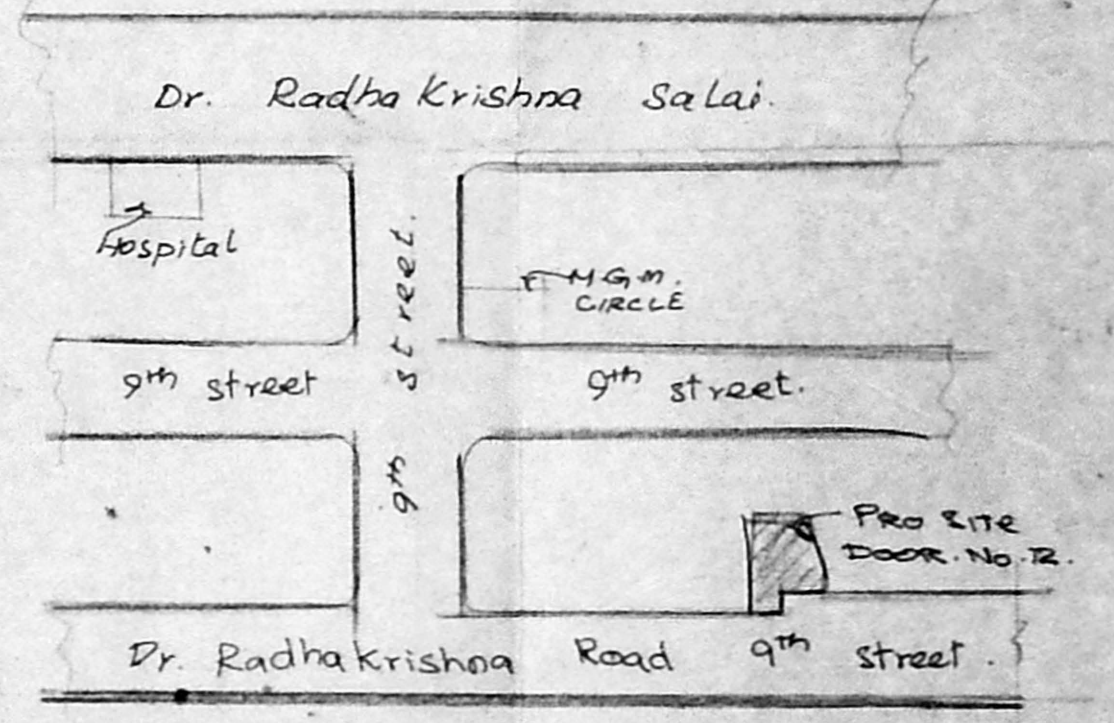 Dr. Radha Krishna Salai.
Hospital
M.G.M.
CIRCLE
9th street
9th street.
9th street.
PRO SITE
DOOR. No. 12.
Dr. Radhakrishna Road 9th street.